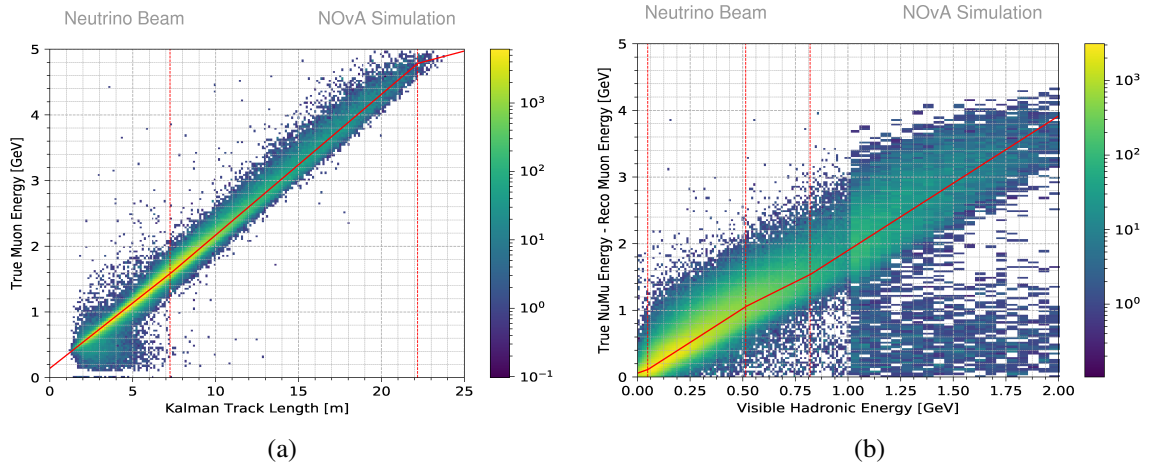 Neutrino Beam NOvA Simulation
5
4
3
2
1
0
True Muon Energy [GeV]
0 5 10 15 20 25
Kalman Track Length [m]
10³
10²
10¹
10⁰
10⁻¹
(a)
Neutrino Beam NOvA Simulation
5
4
3
2
1
0
True NuMu Energy - Reco Muon Energy [GeV]
0.00 0.25 0.50 0.75 1.00 1.25 1.50 1.75 2.00
Visible Hadronic Energy [GeV]
10³
10²
10¹
10⁰
(b)